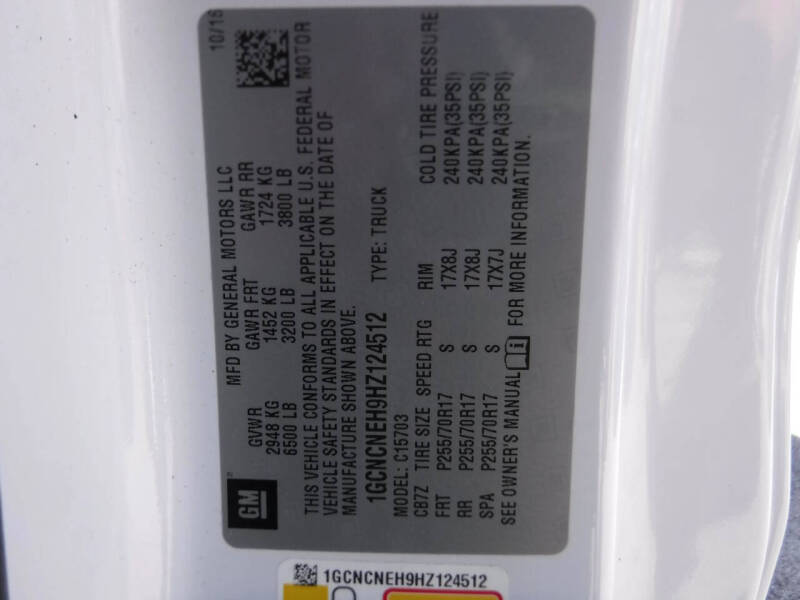 MFD BY GENERAL MOTORS LLC 10/16
GVWR GAWR FRT GAWR RR
2948 KG 1452 KG 1724 KG
6500 LB 3200 LB 3800 LB
GM
THIS VEHICLE CONFORMS TO ALL APPLICABLE U.S. FEDERAL MOTOR
VEHICLE SAFETY STANDARDS IN EFFECT ON THE DATE OF
MANUFACTURE SHOWN ABOVE.
1GCNCNEH9HZ124512 TYPE: TRUCK
MODEL: C15703
CB7Z TIRE SIZE SPEED RTG RIM COLD TIRE PRESSURE
FRT P255/70R17 S 17X8J 240KPA(35PSI)
RR P255/70R17 S 17X8J 240KPA(35PSI)
SPA P255/70R17 S 17X7J 240KPA(35PSI)
SEE OWNER'S MANUAL FOR MORE INFORMATION.
1GCNCNEH9HZ124512